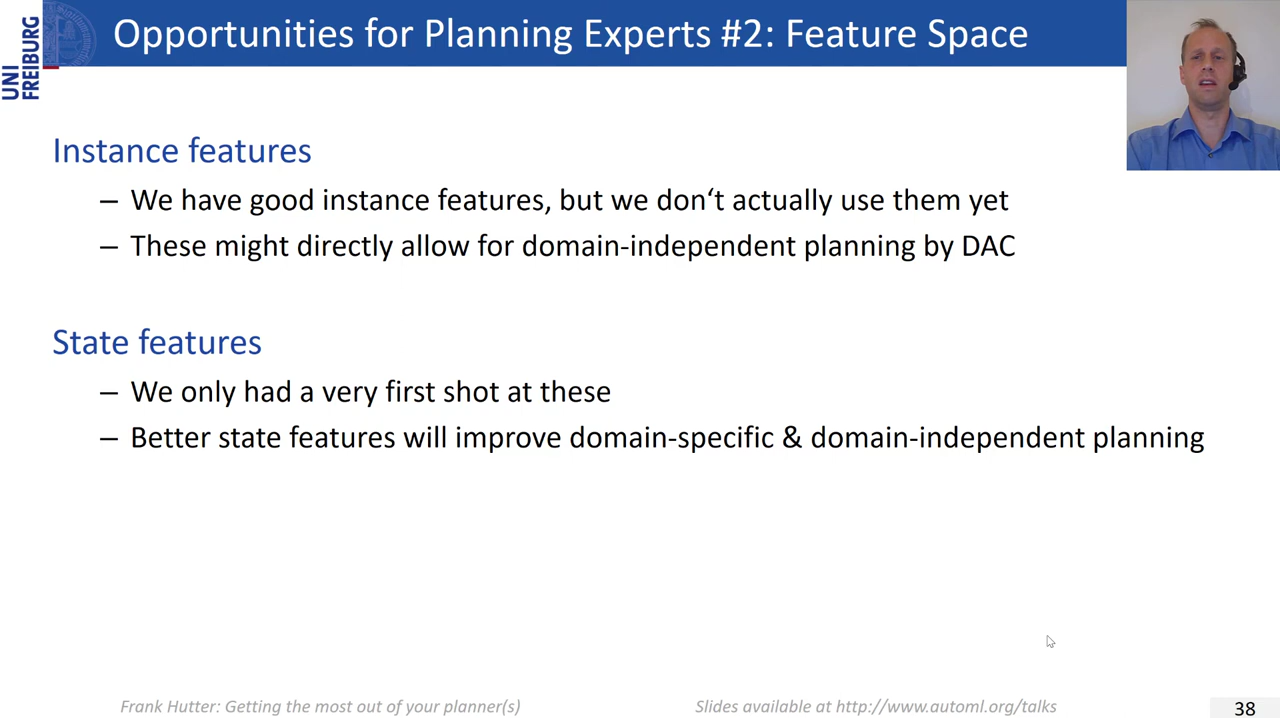 Opportunities for Planning Experts #2: Feature Space
UNI
FREIBURG
Instance features
– We have good instance features, but we don‘t actually use them yet
– These might directly allow for domain-independent planning by DAC
State features
– We only had a very first shot at these
– Better state features will improve domain-specific & domain-independent planning
Frank Hutter: Getting the most out of your planner(s)
Slides available at http://www.automl.org/talks
38